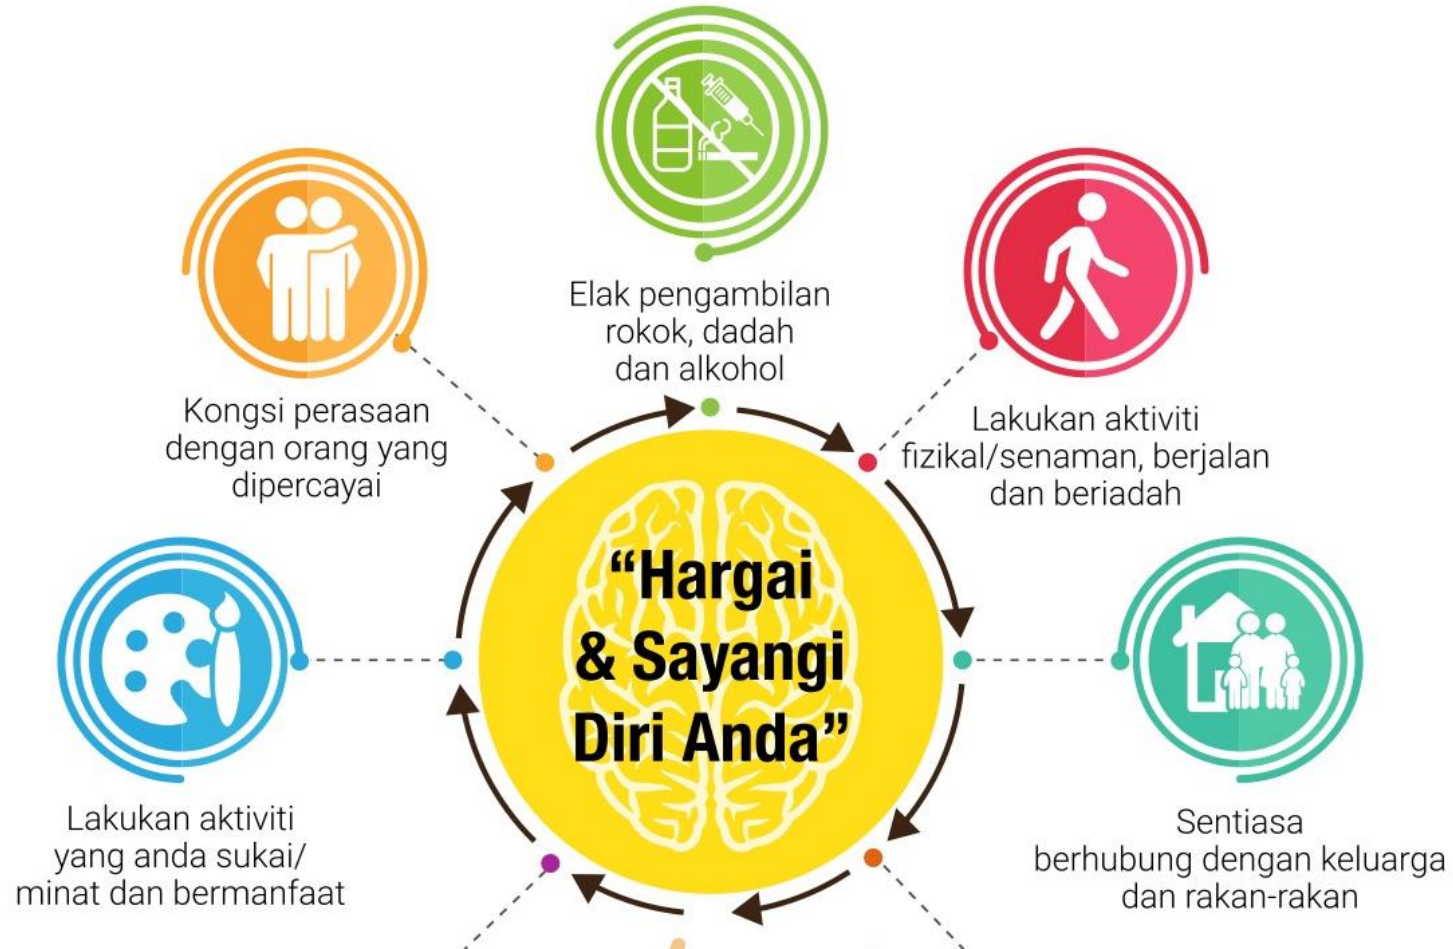 Elak pengambilan
rokok, dadah
dan alkohol
Kongsi perasaan
dengan orang yang
dipercayai
Lakukan aktiviti
fizikal/senaman, berjalan
dan beriadah
“Hargai
& Sayangi
Diri Anda”
Lakukan aktiviti
yang anda sukai/
minat dan bermanfaat
Sentiasa
berhubung dengan keluarga
dan rakan-rakan